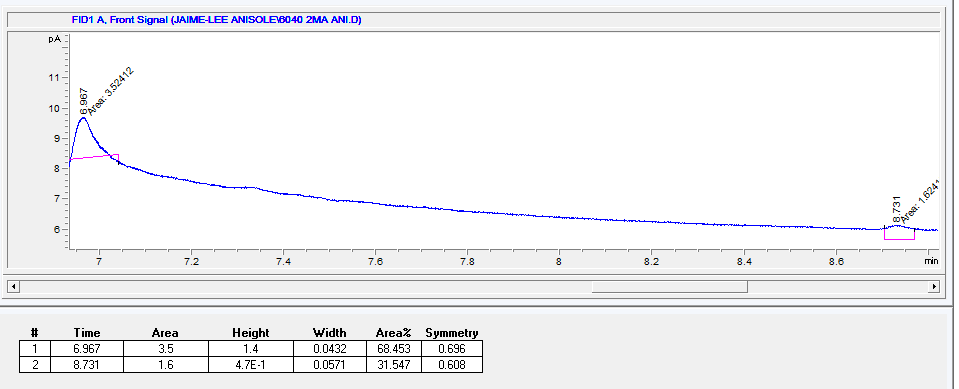 FID1 A, Front Signal (JAIME-LEE ANISOLE\6040 2MA ANI.D)
pA
11
10
9
8
7
6
6.967
Area: 3.52412
8.731
Area: 1.6241
7
7.2
7.4
7.6
7.8
8
8.2
8.4
8.6
min
# Time Area Height Width Area% Symmetry
1 6.967 3.5 1.4 0.0432 68.453 0.696
2 8.731 1.6 4.7E-1 0.0571 31.547 0.608